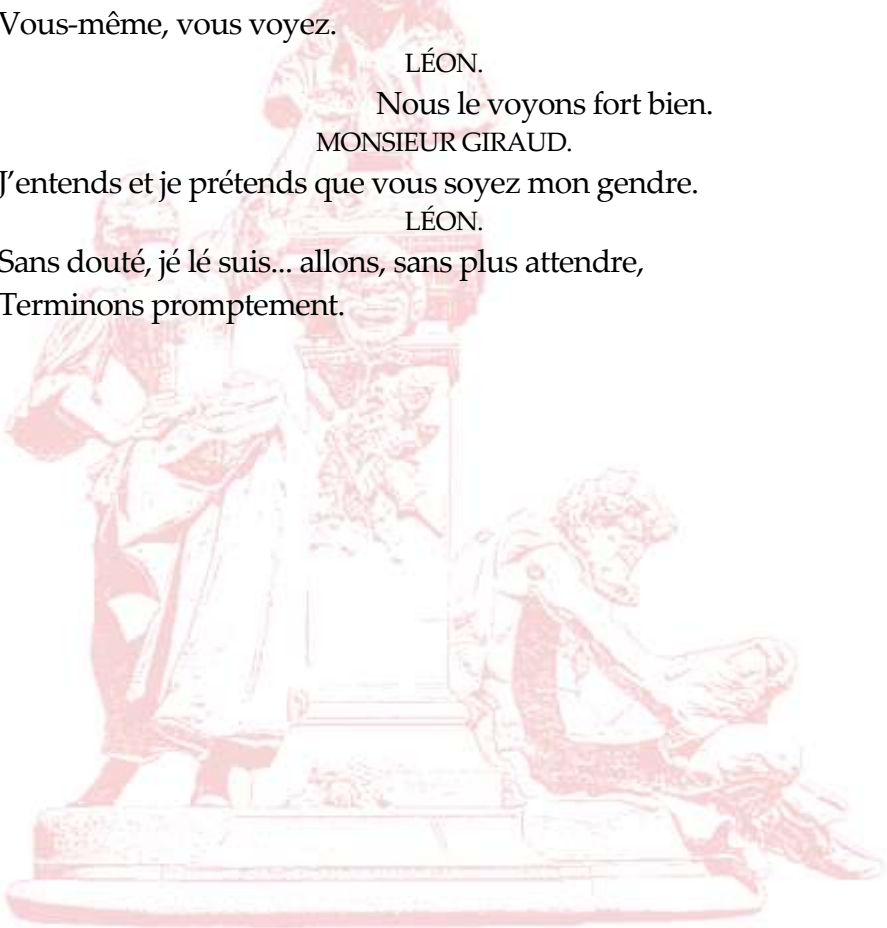 Vous-même, vous voyez.
LÉON.
Nous le voyons fort bien.
MONSIEUR GIRAUD.
J’entends et je prétends que vous soyez mon gendre.
LÉON.
Sans douté, jé lé suis... allons, sans plus attendre,
Terminons promptement.